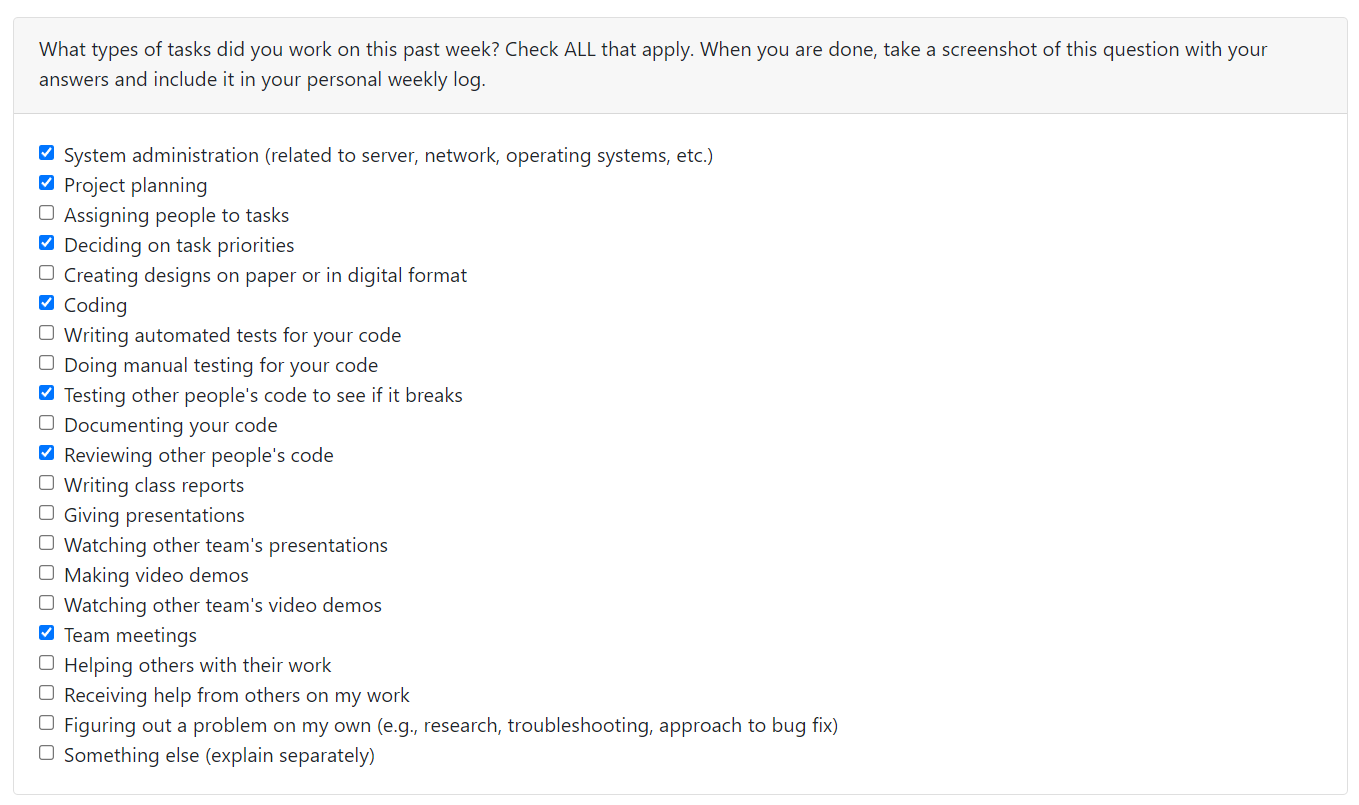 What types of tasks did you work on this past week? Check ALL that apply. When you are done, take a screenshot of this question with your
answers and include it in your personal weekly log.
System administration (related to server, network, operating systems, etc.)
Project planning
Assigning people to tasks
Deciding on task priorities
Creating designs on paper or in digital format
Coding
Writing automated tests for your code
Doing manual testing for your code
Testing other people's code to see if it breaks
Documenting your code
Reviewing other people's code
Writing class reports
Giving presentations
Watching other team's presentations
Making video demos
Watching other team's video demos
Team meetings
Helping others with their work
Receiving help from others on my work
Figuring out a problem on my own (e.g., research, troubleshooting, approach to bug fix)
Something else (explain separately)